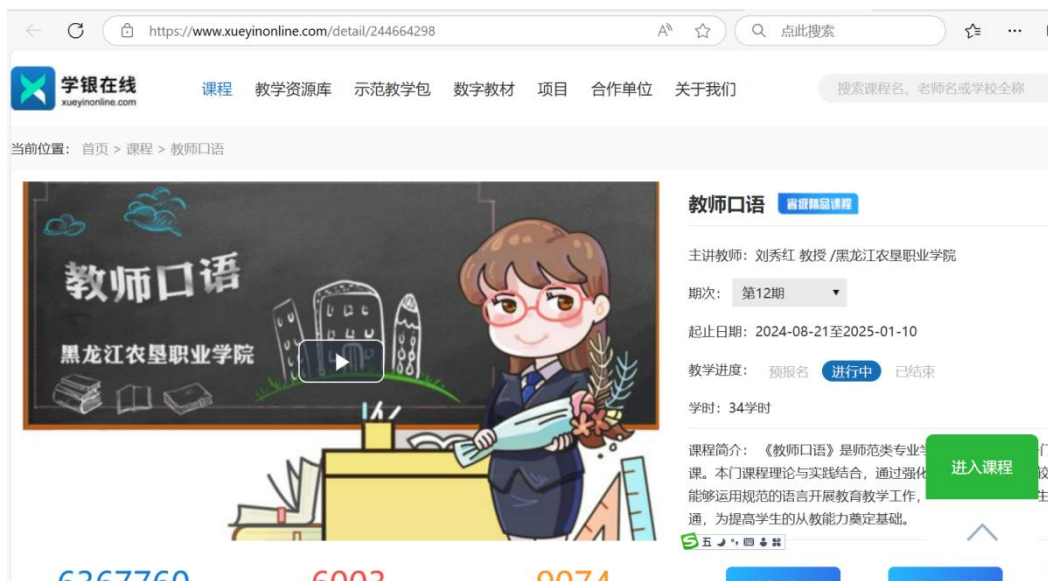 https://www.xueyinonline.com/detail/244664298
点此搜索
学银在线
xueyinonline.com
课程 教学资源库 示范教学包 数字教材 项目 合作单位 关于我们
搜索课程名、老师名或学校全称
当前位置： 首页 > 课程 > 教师口语
教师口语
黑龙江农垦职业学院
教师口语 省级精品课程
主讲教师：刘秀红 教授 /黑龙江农垦职业学院
期次： 第12期
起止日期：2024-08-21至2025-01-10
教学进度： 预报名 进行中 已结束
学时：34学时
课程简介：《教师口语》是师范类专业
课。本门课程理论与实践结合，通过强化
能够运用规范的语言开展教育教学工作，
通，为提高学生的从教能力奠定基础。
进入课程
五
6367760 6003 9074